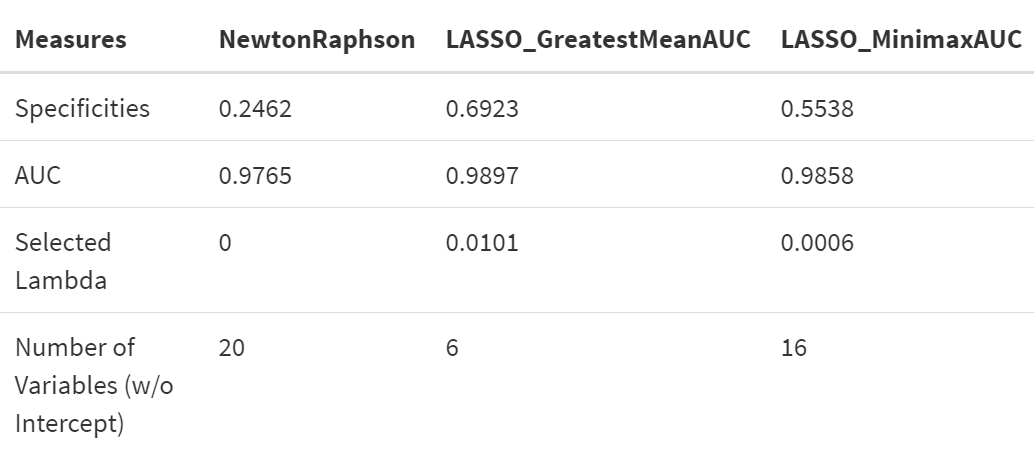 Measures NewtonRaphson LASSO_GreatestMeanAUC LASSO_MinimaxAUC
Specificities 0.2462 0.6923 0.5538
AUC 0.9765 0.9897 0.9858
Selected 0 0.0101 0.0006
Lambda
Number of 20 6 16
Variables (w/o
Intercept)